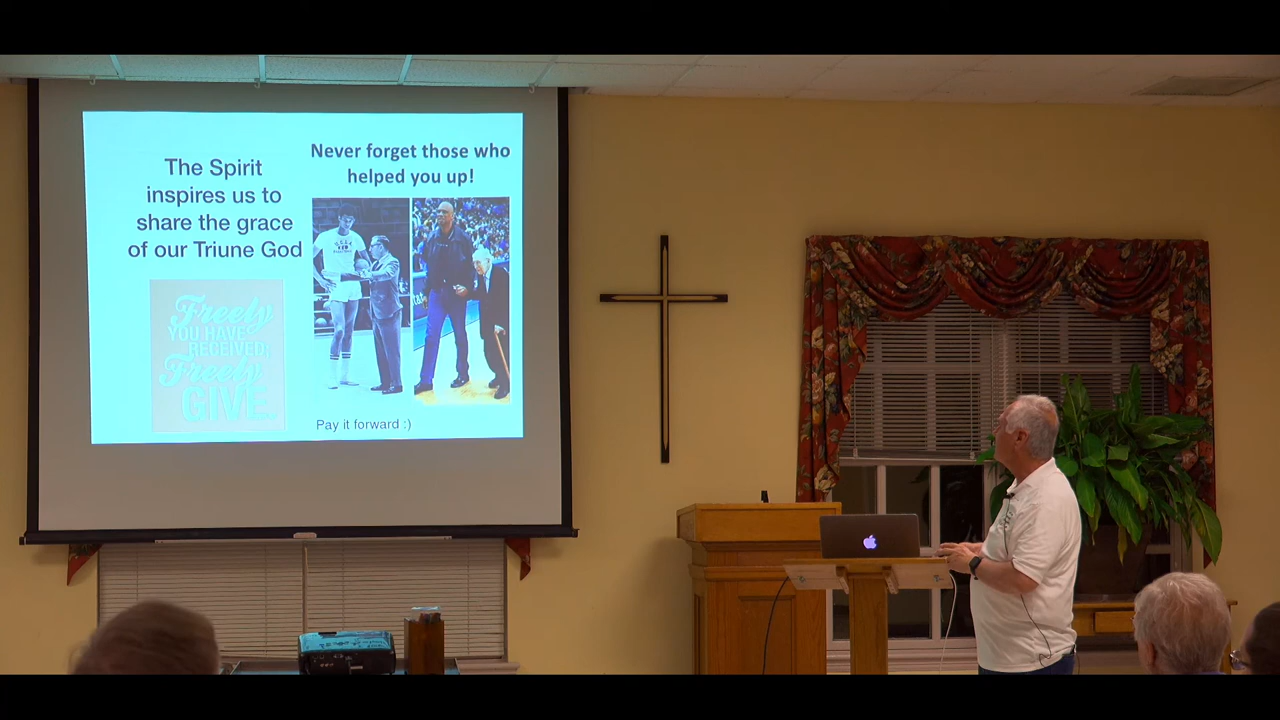 The Spirit
inspires us to
share the grace
of our Triune God
Freely
YOU HAVE
RECEIVED;
Freely
GIVE.
Never forget those who
helped you up!
Pay it forward :)